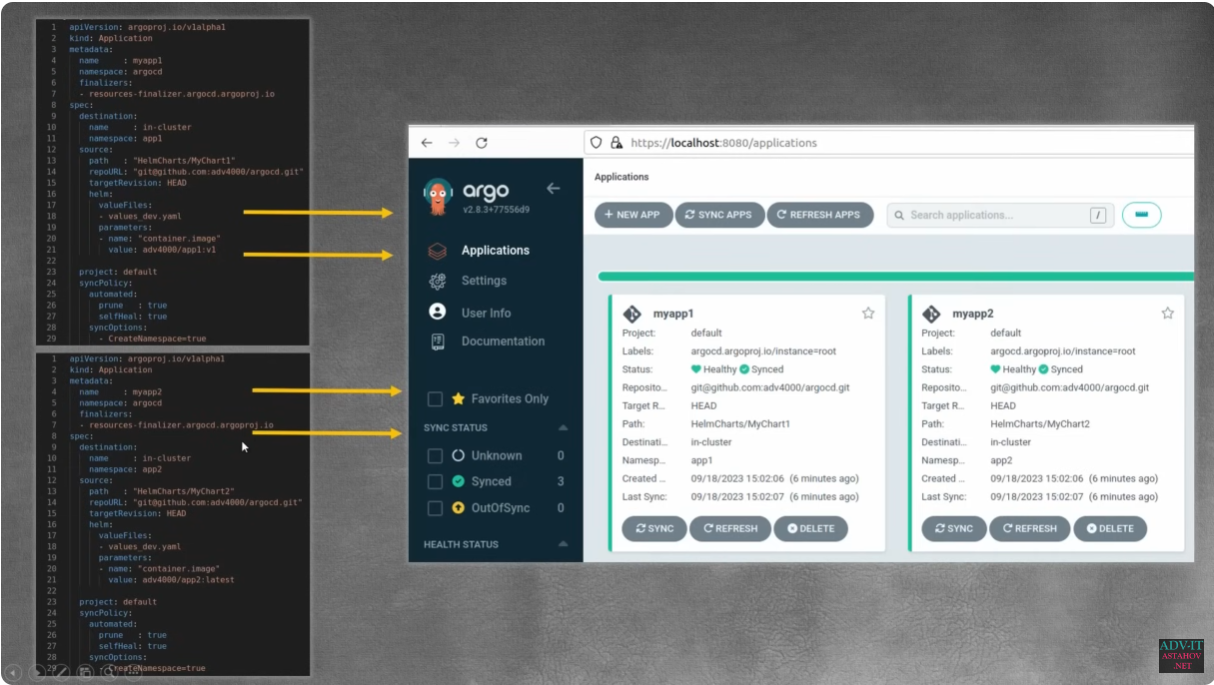 1 apiVersion: argoproj.io/v1alpha1
2 kind: Application
3 metadata:
4 name : myapp1
5 namespace: argocd
6 finalizers:
7 - resources-finalizer.argocd.argoproj.io
8 spec:
9 destination:
10 name : in-cluster
11 namespace: app1
12 source:
13 path : "HelmCharts/MyChart1"
14 repoURL: "git@github.com:adv4000/argocd.git"
15 targetRevision: HEAD
16 helm:
17 valueFiles:
18 - values_dev.yaml
19 parameters:
20 - name: "container.image"
21 value: adv4000/app1:v1
22
23 project: default
24 syncPolicy:
25 automated:
26 prune : true
27 selfHeal: true
28 syncOptions:
29 - CreateNamespace=true
1 apiVersion: argoproj.io/v1alpha1
2 kind: Application
3 metadata:
4 name : myapp2
5 namespace: argocd
6 finalizers:
7 - resources-finalizer.argocd.argoproj.io
8 spec:
9 destination:
10 name : in-cluster
11 namespace: app2
12 source:
13 path : "HelmCharts/MyChart2"
14 repoURL: "git@github.com:adv4000/argocd.git"
15 targetRevision: HEAD
16 helm:
17 valueFiles:
18 - values_dev.yaml
19 parameters:
20 - name: "container.image"
21 value: adv4000/app2:latest
22
23 project: default
24 syncPolicy:
25 automated:
26 prune : true
27 selfHeal: true
28 syncOptions:
29 - CreateNamespace=true
https://localhost:8080/applications
argo
v2.8.3+77556d9
Applications
Settings
User Info
Documentation
Favorites Only
SYNC STATUS
Unknown 0
Synced 3
OutOfSync 0
HEALTH STATUS
Applications
+ NEW APP SYNC APPS REFRESH APPS Search applications... /
myapp1
Project: default
Labels: argocd.argoproj.io/instance=root
Status: Healthy Synced
Reposito... git@github.com:adv4000/argocd.git
Target R... HEAD
Path: HelmCharts/MyChart1
Destinati... in-cluster
Namesp... app1
Created ... 09/18/2023 15:02:06 (6 minutes ago)
Last Sync: 09/18/2023 15:02:07 (6 minutes ago)
SYNC REFRESH DELETE
myapp2
Project: default
Labels: argocd.argoproj.io/instance=root
Status: Healthy Synced
Reposito... git@github.com:adv4000/argocd.git
Target R... HEAD
Path: HelmCharts/MyChart2
Destinati... in-cluster
Namesp... app2
Created ... 09/18/2023 15:02:06 (6 minutes ago)
Last Sync: 09/18/2023 15:02:07 (6 minutes ago)
SYNC REFRESH DELETE
ADV-IT
ASTAHOV
.NET